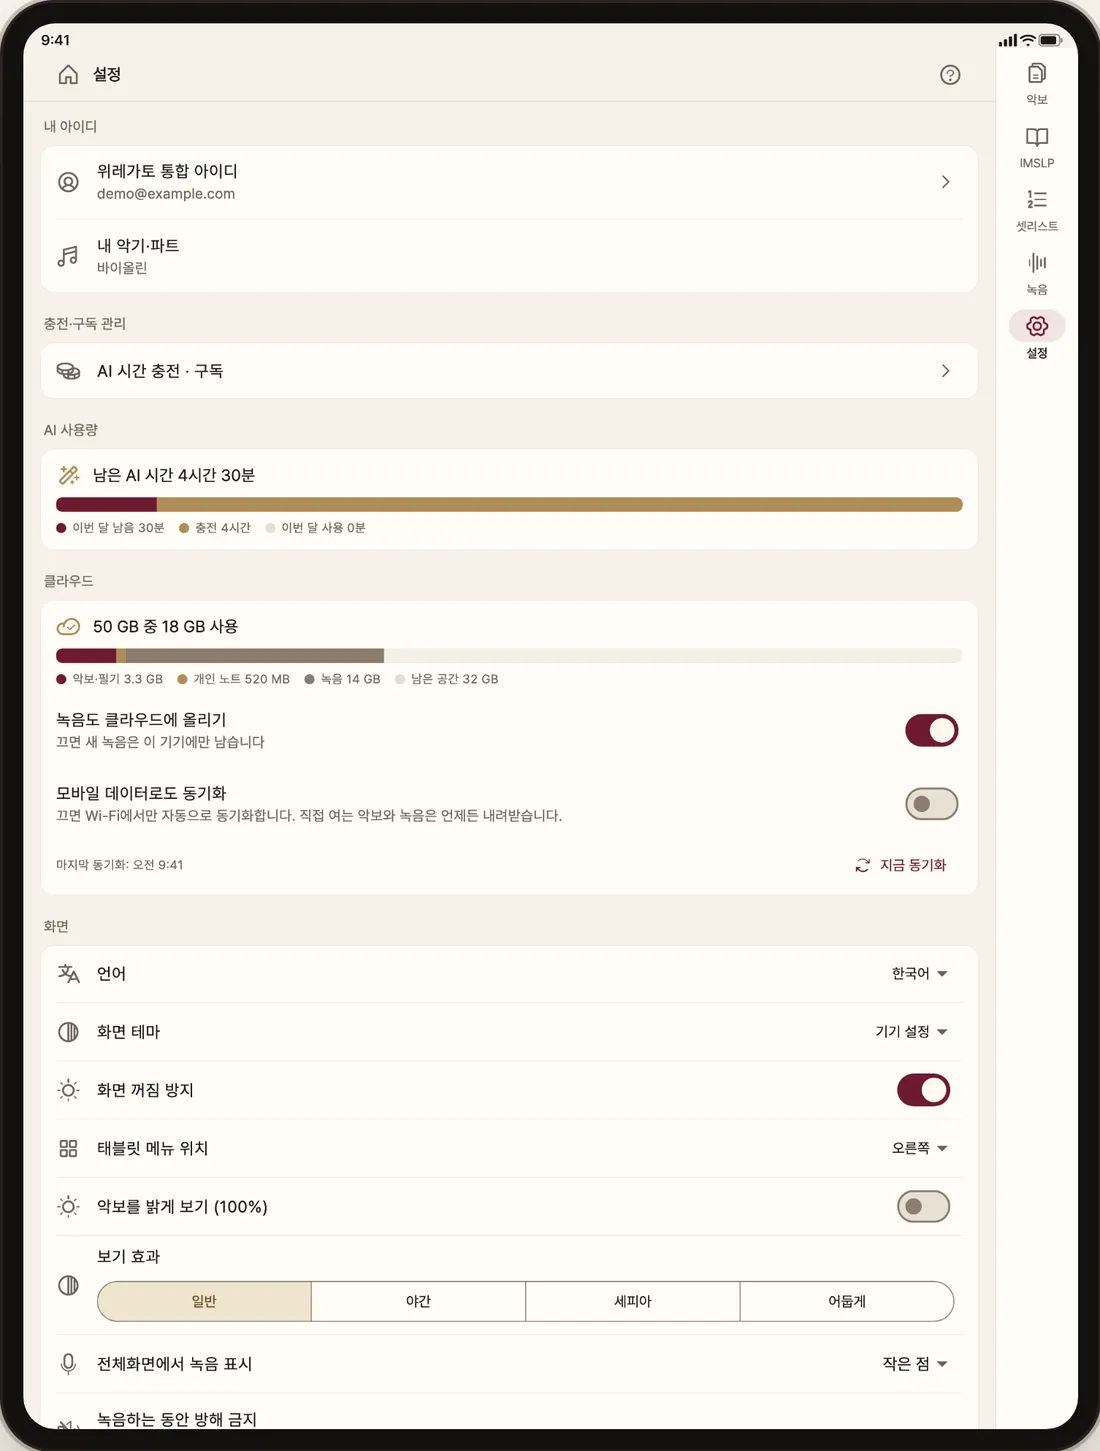 9:41
설정
내 아이디
위레가토 통합 아이디
demo@example.com
내 악기·파트
바이올린
충전·구독 관리
AI 시간 충전 · 구독
AI 사용량
남은 AI 시간 4시간 30분
이번 달 남음 30분 충전 4시간 이번 달 사용 0분
클라우드
50 GB 중 18 GB 사용
악보·필기 3.3 GB 개인 노트 520 MB 녹음 14 GB 남은 공간 32 GB
녹음도 클라우드에 올리기
끄면 새 녹음은 이 기기에만 남습니다
모바일 데이터로도 동기화
끄면 Wi-Fi에서만 자동으로 동기화합니다. 직접 여는 악보와 녹음은 언제든 내려받습니다.
마지막 동기화: 오전 9:41 지금 동기화
화면
언어 한국어
화면 테마 기기 설정
화면 꺼짐 방지
태블릿 메뉴 위치 오른쪽
악보를 밝게 보기 (100%)
보기 효과
일반 야간 세피아 어둡게
전체화면에서 녹음 표시 작은 점
녹음하는 동안 방해 금지
악보
IMSLP
셋리스트
녹음
설정